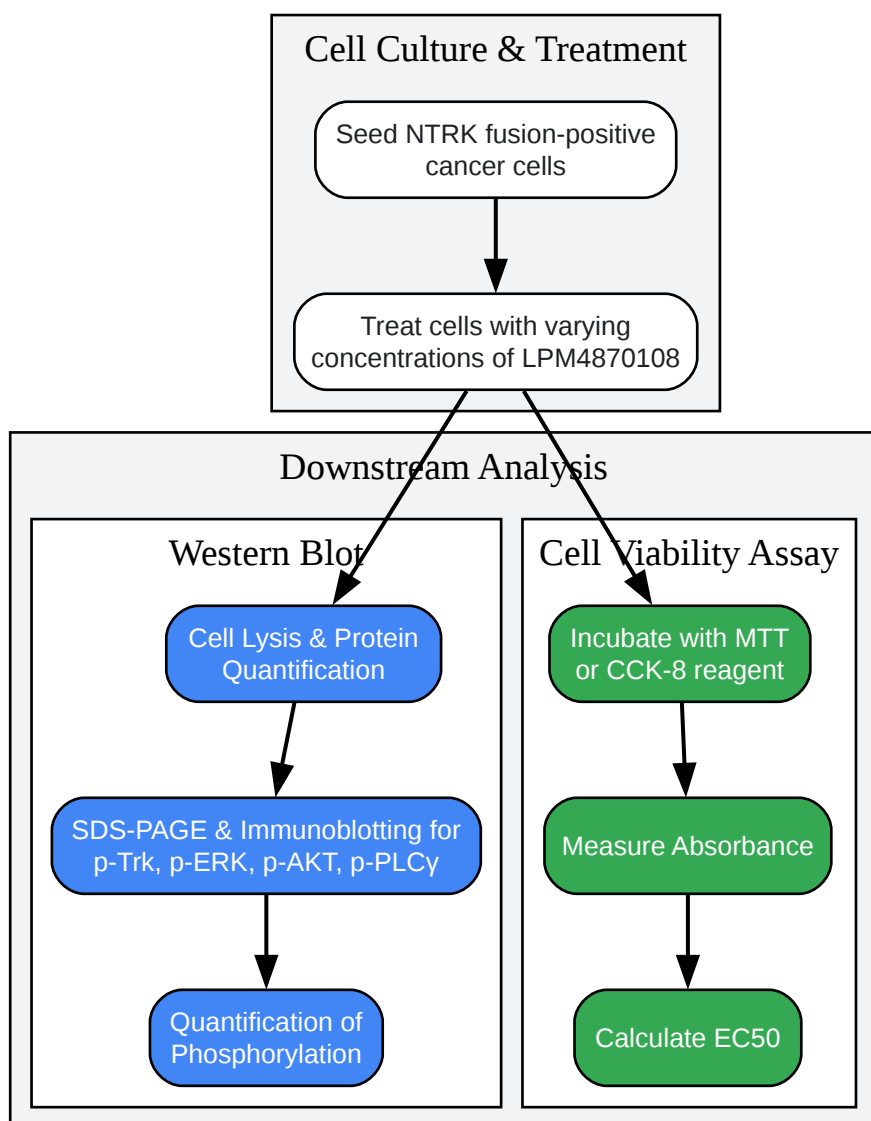 Cell Culture & Treatment
Seed NTRK fusion-positive
cancer cells
Treat cells with varying
concentrations of LPM4870108
Downstream Analysis
Western Blot
Cell Lysis & Protein
Quantification
SDS-PAGE & Immunoblotting for
p-Trk, p-ERK, p-AKT, p-PLCγ
Quantification of
Phosphorylation
Cell Viability Assay
Incubate with MTT
or CCK-8 reagent
Measure Absorbance
Calculate EC50